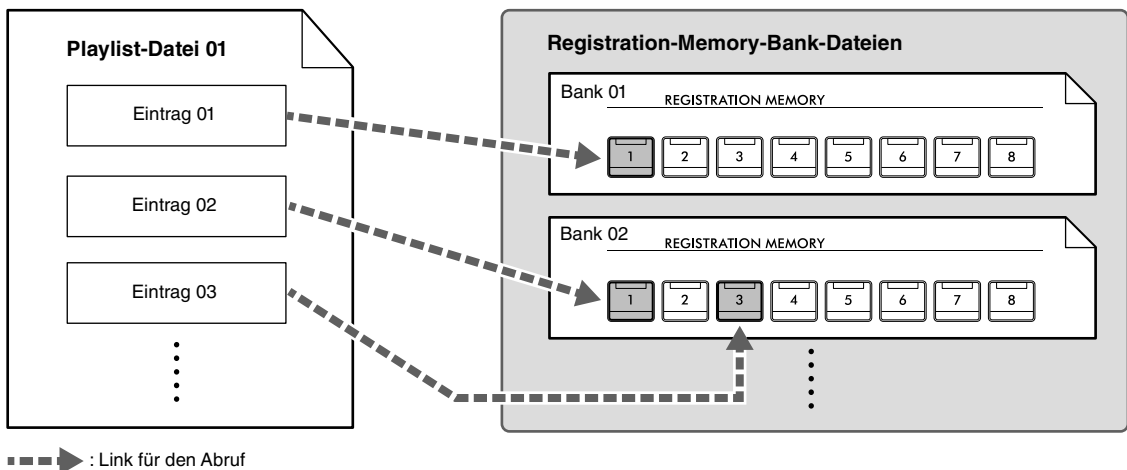 Playlist-Datei 01
Eintrag 01
Eintrag 02
Eintrag 03
Registration-Memory-Bank-Dateien
Bank 01
REGISTRATION MEMORY
1 2 3 4 5 6 7 8
Bank 02
REGISTRATION MEMORY
1 2 3 4 5 6 7 8
: Link für den Abruf